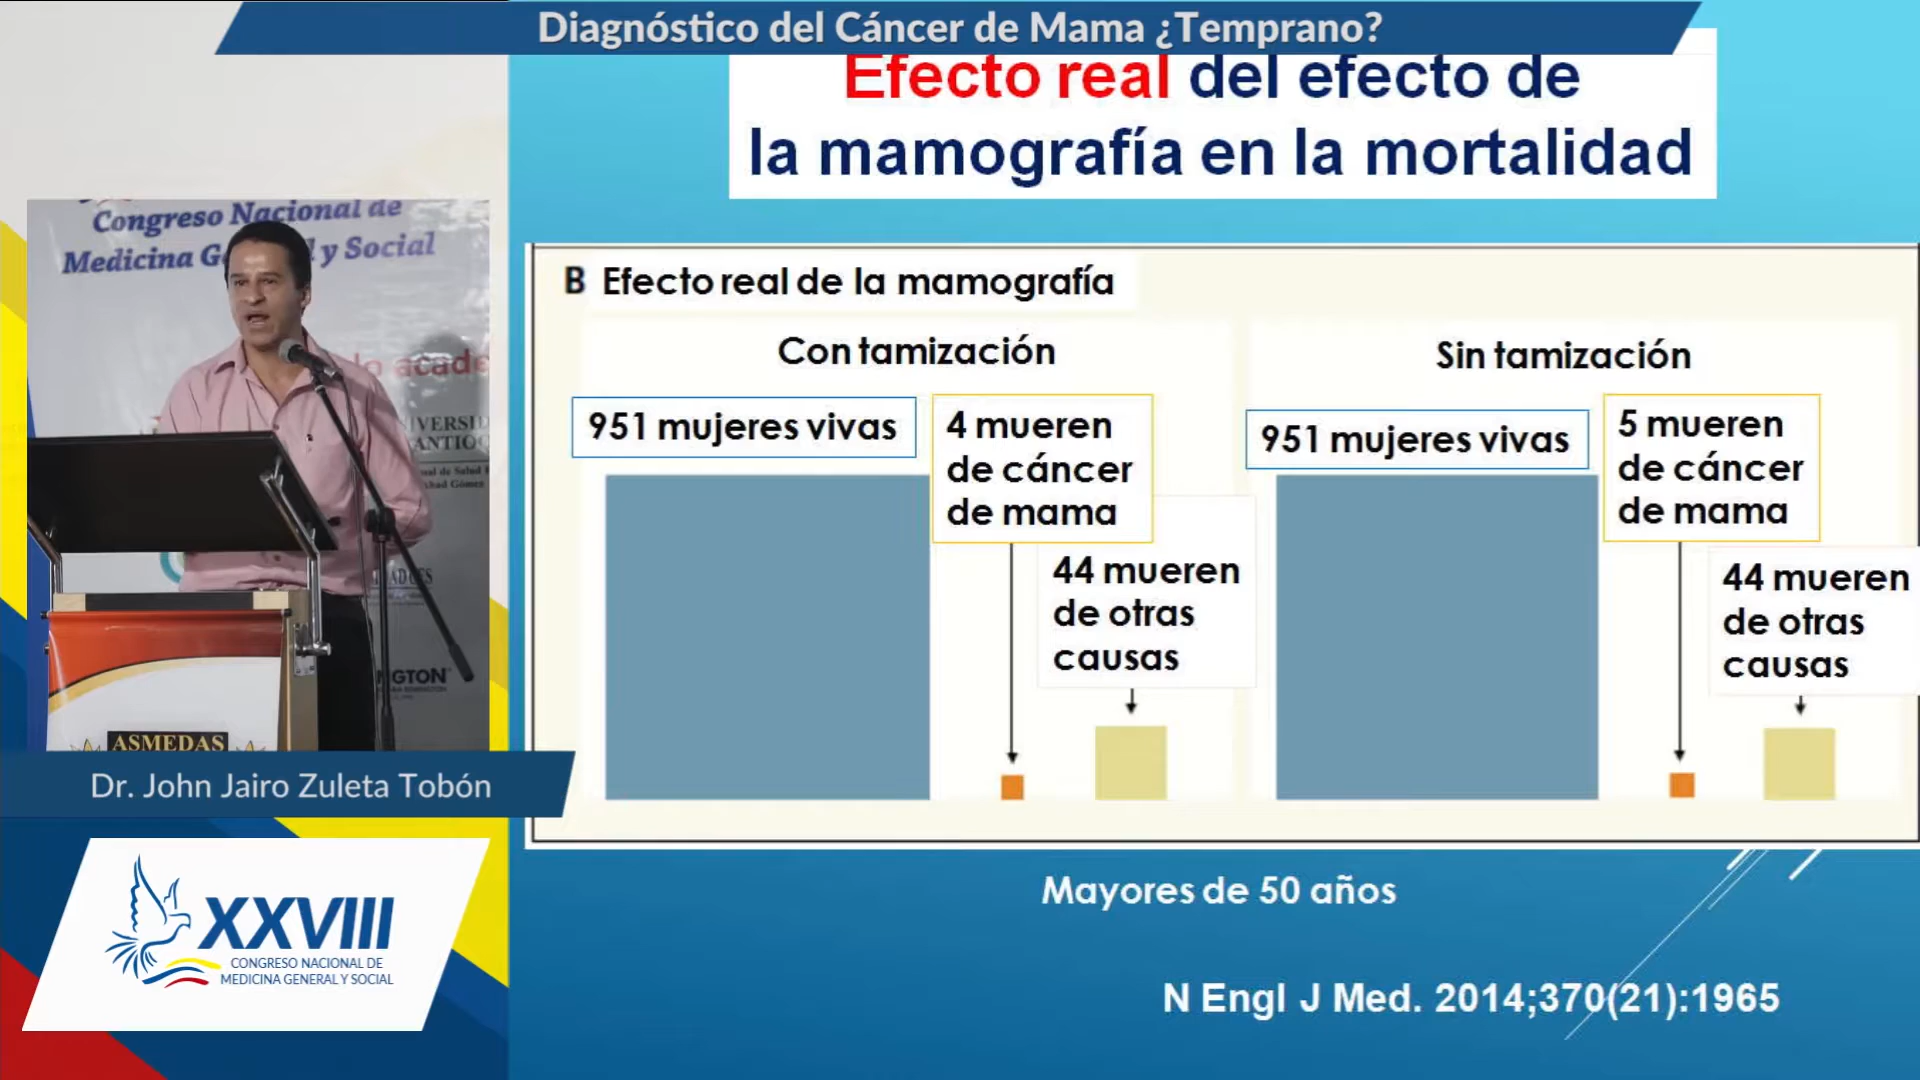 Diagnóstico del Cáncer de Mama ¿Temprano?
Efecto real del efecto de
la mamografía en la mortalidad
Congreso Nacional de
y Social
B Efecto real de la mamografía
Con tamización
951 mujeres vivas
4 mueren
de cáncer
de mama
44 mueren
de otras
causas
Sin tamización
951 mujeres vivas
5 mueren
de cáncer
de mama
44 mueren
de otras
causas
Mayores de 50 años
N Engl J Med. 2014;370(21):1965
ASMEDAS
Dr. John Jairo Zuleta Tobón
XXVIII
CONGRESO NACIONAL DE
MEDICINA GENERAL Y SOCIAL